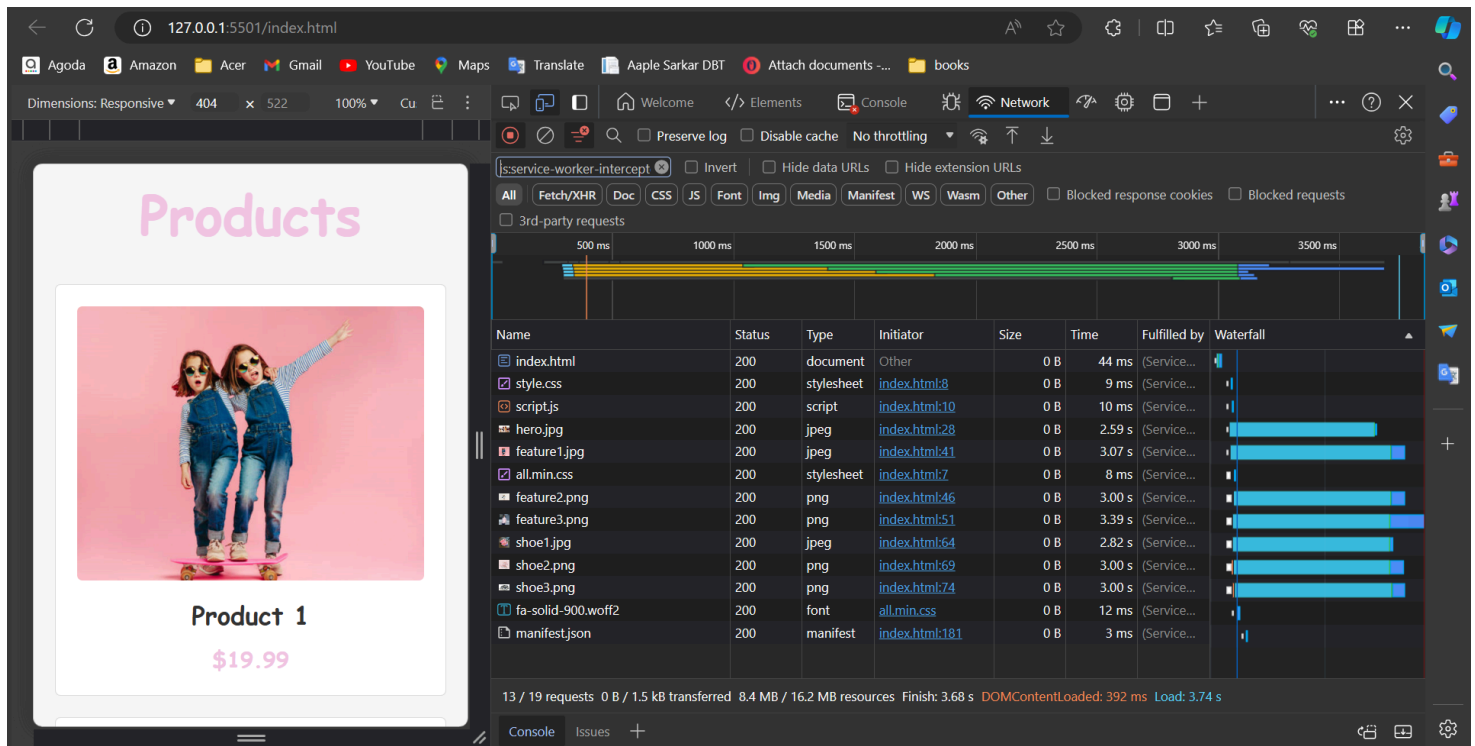 127.0.0.1:5501/index.html
Agoda Amazon Acer Gmail YouTube Maps Translate Aaple Sarkar DBT Attach documents -... books
Dimensions: Responsive 404 x 522 100% Cu
Welcome Elements Console Network
Preserve log Disable cache No throttling
is:service-worker-intercept Invert Hide data URLs Hide extension URLs
All Fetch/XHR Doc CSS JS Font Img Media Manifest WS Wasm Other Blocked response cookies Blocked requests
3rd-party requests
500 ms 1000 ms 1500 ms 2000 ms 2500 ms 3000 ms 3500 ms
Name Status Type Initiator Size Time Fulfilled by Waterfall
index.html 200 document Other 0 B 44 ms (Service...
style.css 200 stylesheet index.html:8 0 B 9 ms (Service...
script.js 200 script index.html:10 0 B 10 ms (Service...
hero.jpg 200 jpeg index.html:28 0 B 2.59 s (Service...
feature1.jpg 200 jpeg index.html:41 0 B 3.07 s (Service...
all.min.css 200 stylesheet index.html:7 0 B 8 ms (Service...
feature2.png 200 png index.html:46 0 B 3.00 s (Service...
feature3.png 200 png index.html:51 0 B 3.39 s (Service...
shoe1.jpg 200 jpeg index.html:64 0 B 2.82 s (Service...
shoe2.png 200 png index.html:69 0 B 3.00 s (Service...
shoe3.png 200 png index.html:74 0 B 3.00 s (Service...
fa-solid-900.woff2 200 font all.min.css 0 B 12 ms (Service...
manifest.json 200 manifest index.html:181 0 B 3 ms (Service...
13 / 19 requests 0 B / 1.5 kB transferred 8.4 MB / 16.2 MB resources Finish: 3.68 s DOMContentLoaded: 392 ms Load: 3.74 s
Console Issues
Products
Product 1
$19.99